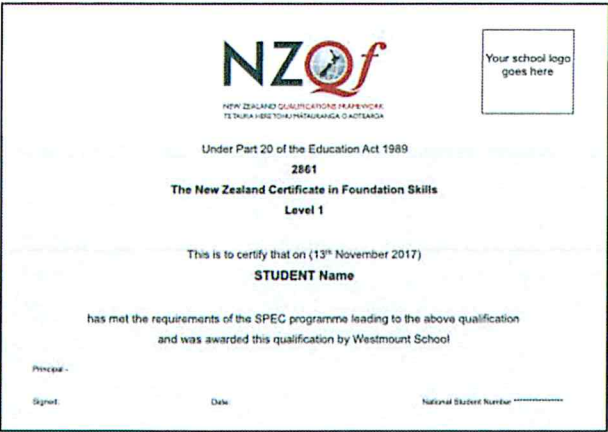 NZQf
Your school logo
goes here
NEW ZEALAND QUALIFICATIONS FRAMEWORK
TE TAURA HERE TOHU MĀTAURANGA O AOTEAROA
Under Part 20 of the Education Act 1989
2861
The New Zealand Certificate in Foundation Skills
Level 1
This is to certify that on (13th November 2017)
STUDENT Name
has met the requirements of the SPEC programme leading to the above qualification
and was awarded this qualification by Westmount School
Principal -
Signed:
Date:
National Student Number **************